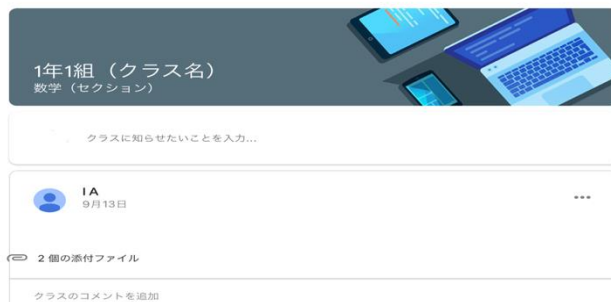 1年1組（クラス名）
数学（セクション）
クラスに知らせたいことを入力...
I A
9月13日
2 個の添付ファイル
クラスのコメントを追加